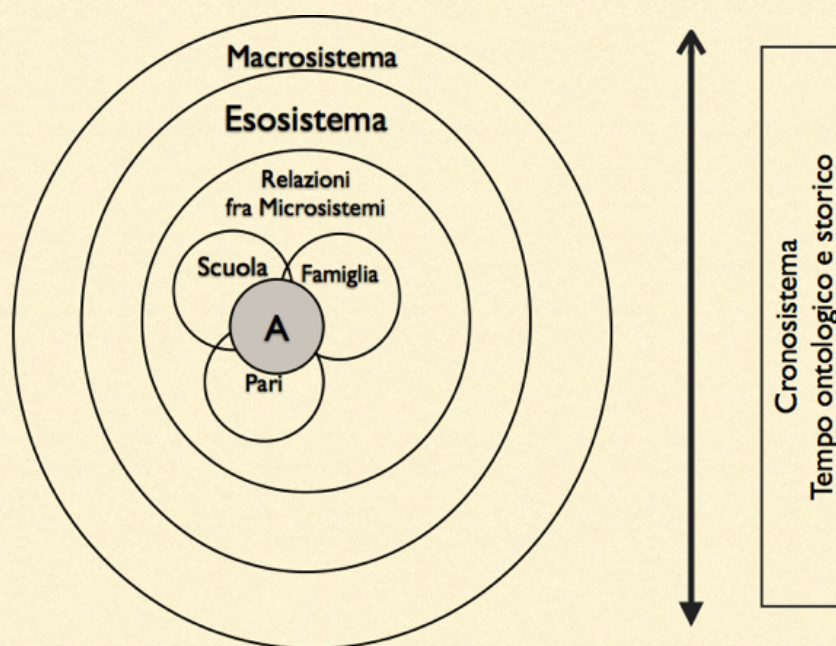 Macrosistema
Esosistema
Relazioni
fra Microsistemi
Scuola
Famiglia
A
Pari
Cronosistema
Tempo ontologico e storico